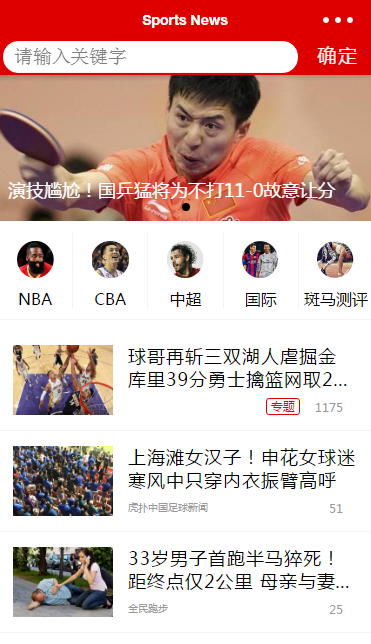 Sports News
请输入关键字
确定
演技尴尬！国乒猛将为不打11-0故意让分
NBA
CBA
中超
国际
斑马测评
球哥再斩三双湖人虐掘金
库里39分勇士擒篮网取2...
专题
1175
上海滩女汉子！申花女球迷
寒风中只穿内衣振臂高呼
虎扑中国足球新闻
51
33岁男子首跑半马猝死！
距终点仅2公里 母亲与妻...
全民跑步
25